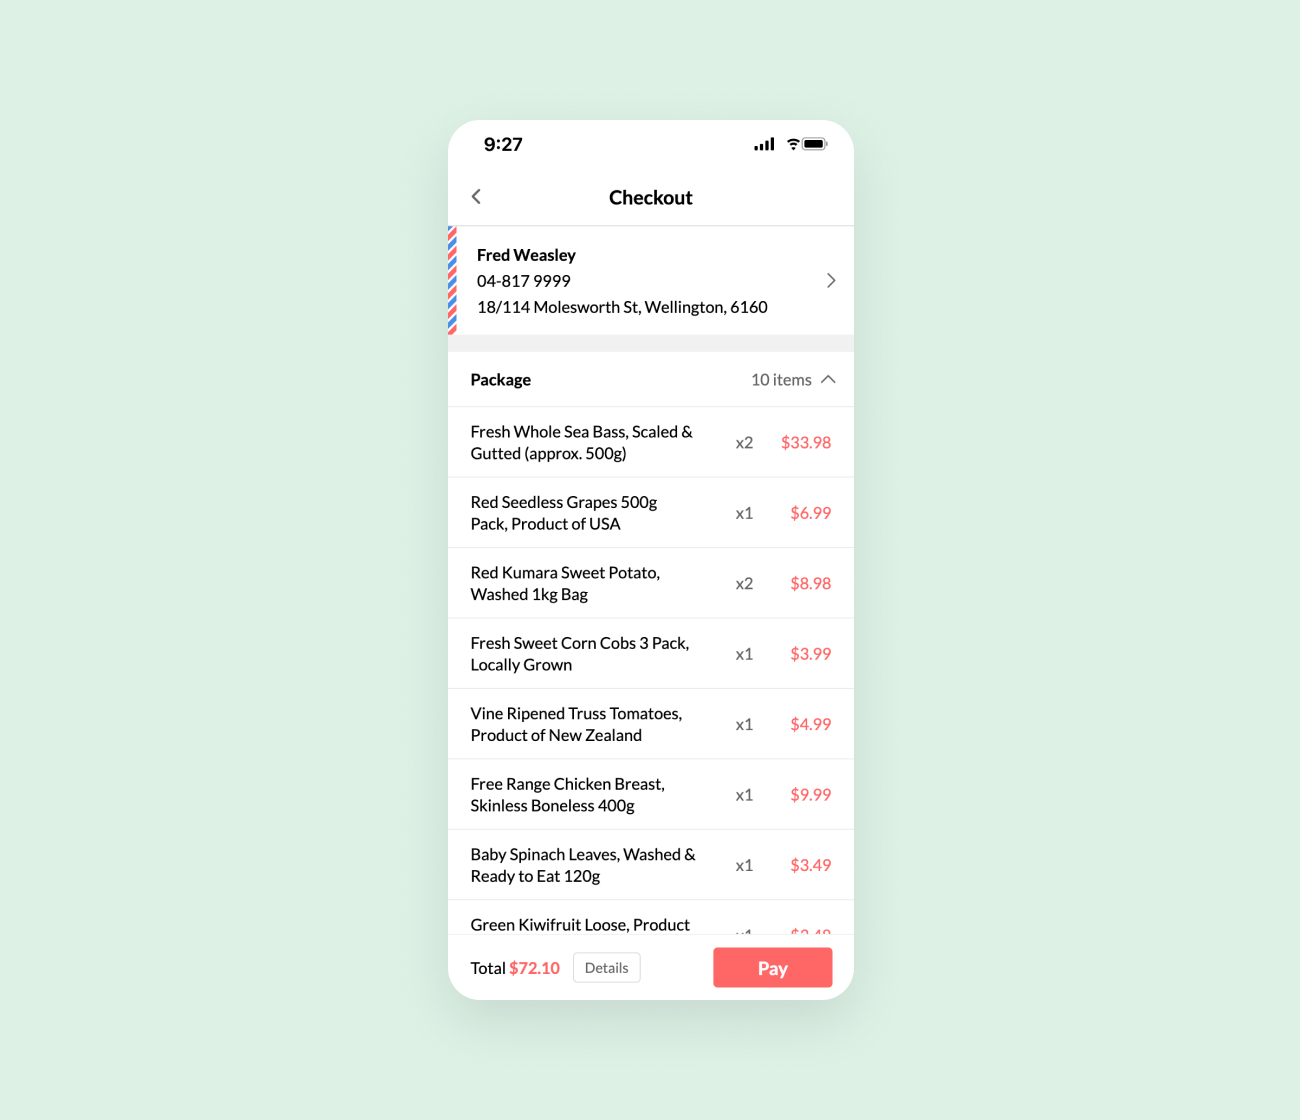 9:27
Checkout
Fred Weasley
04-817 9999
18/114 Molesworth St, Wellington, 6160
Package 10 items
Fresh Whole Sea Bass, Scaled &
Gutted (approx. 500g)
x2 $33.98
Red Seedless Grapes 500g
Pack, Product of USA
x1 $6.99
Red Kumara Sweet Potato,
Washed 1kg Bag
x2 $8.98
Fresh Sweet Corn Cobs 3 Pack,
Locally Grown
x1 $3.99
Vine Ripened Truss Tomatoes,
Product of New Zealand
x1 $4.99
Free Range Chicken Breast,
Skinless Boneless 400g
x1 $9.99
Baby Spinach Leaves, Washed &
Ready to Eat 120g
x1 $3.49
Green Kiwifruit Loose, Product
Total $72.10 Details Pay